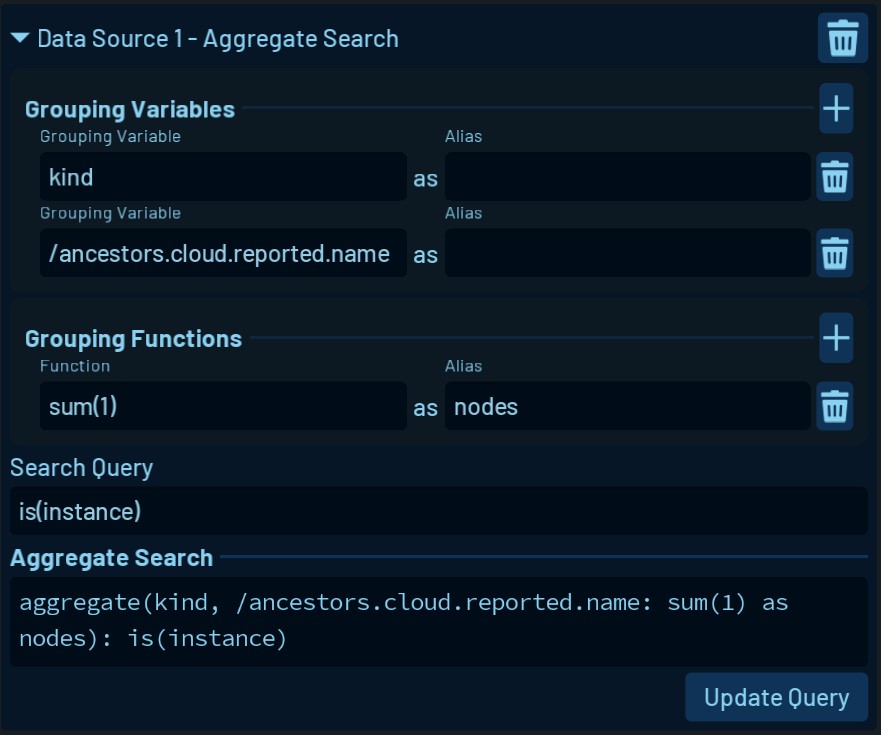 Data Source 1 - Aggregate Search
Grouping Variables
Grouping Variable Alias
kind as
Grouping Variable Alias
/ancestors.cloud.reported.name as
Grouping Functions
Function Alias
sum(1) as nodes
Search Query
is(instance)
Aggregate Search
aggregate(kind, /ancestors.cloud.reported.name: sum(1) as
nodes): is(instance)
Update Query